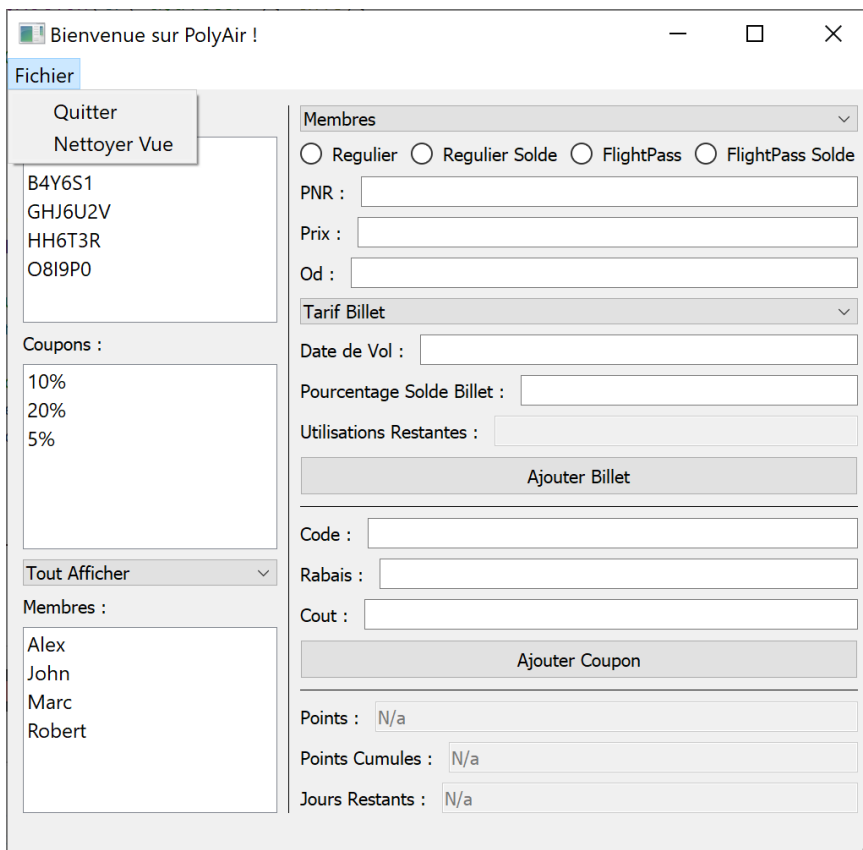 Bienvenue sur PolyAir !
Fichier
Quitter
Nettoyer Vue
B4Y6S1
GHJ6U2V
HH6T3R
O8I9P0
Coupons :
10%
20%
5%
Tout Afficher
Membres :
Alex
John
Marc
Robert
Membres
Regulier Regulier Solde FlightPass FlightPass Solde
PNR :
Prix :
Od :
Tarif Billet
Date de Vol :
Pourcentage Solde Billet :
Utilisations Restantes :
Ajouter Billet
Code :
Rabais :
Cout :
Ajouter Coupon
Points : N/a
Points Cumules : N/a
Jours Restants : N/a